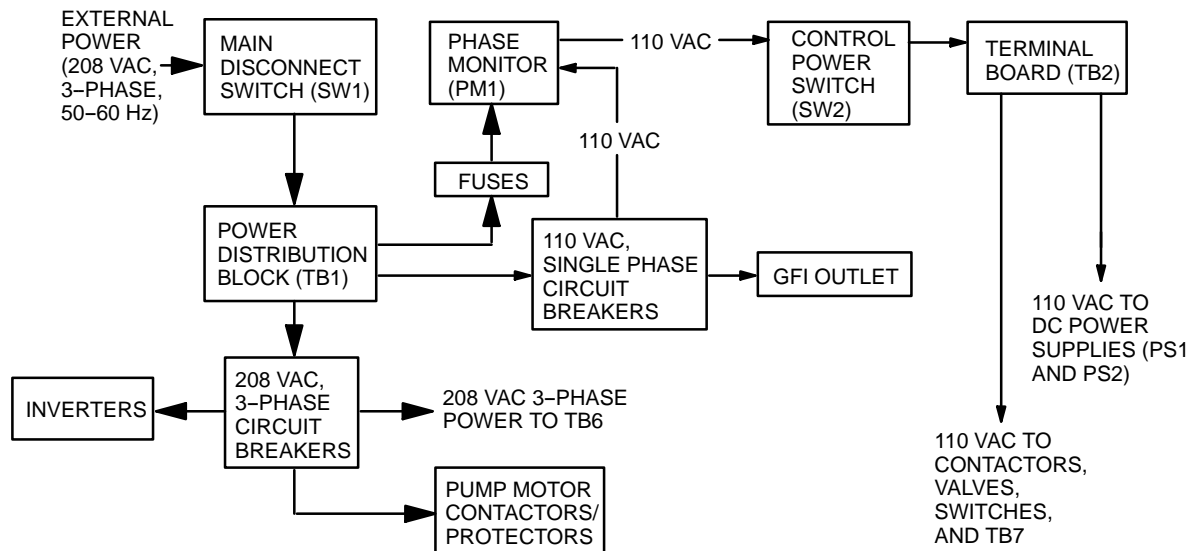 EXTERNAL
POWER
(208 VAC,
3−PHASE,
50−60 Hz)
MAIN
DISCONNECT
SWITCH (SW1)
PHASE
MONITOR
(PM1)
110 VAC
CONTROL
POWER
SWITCH
(SW2)
TERMINAL
BOARD (TB2)
110 VAC
FUSES
POWER
DISTRIBUTION
BLOCK (TB1)
110 VAC,
SINGLE PHASE
CIRCUIT
BREAKERS
GFI OUTLET
110 VAC TO
DC POWER
SUPPLIES (PS1
AND PS2)
INVERTERS
208 VAC,
3−PHASE
CIRCUIT
BREAKERS
208 VAC 3−PHASE
POWER TO TB6
110 VAC TO
CONTACTORS,
VALVES,
SWITCHES,
AND TB7
PUMP MOTOR
CONTACTORS/
PROTECTORS